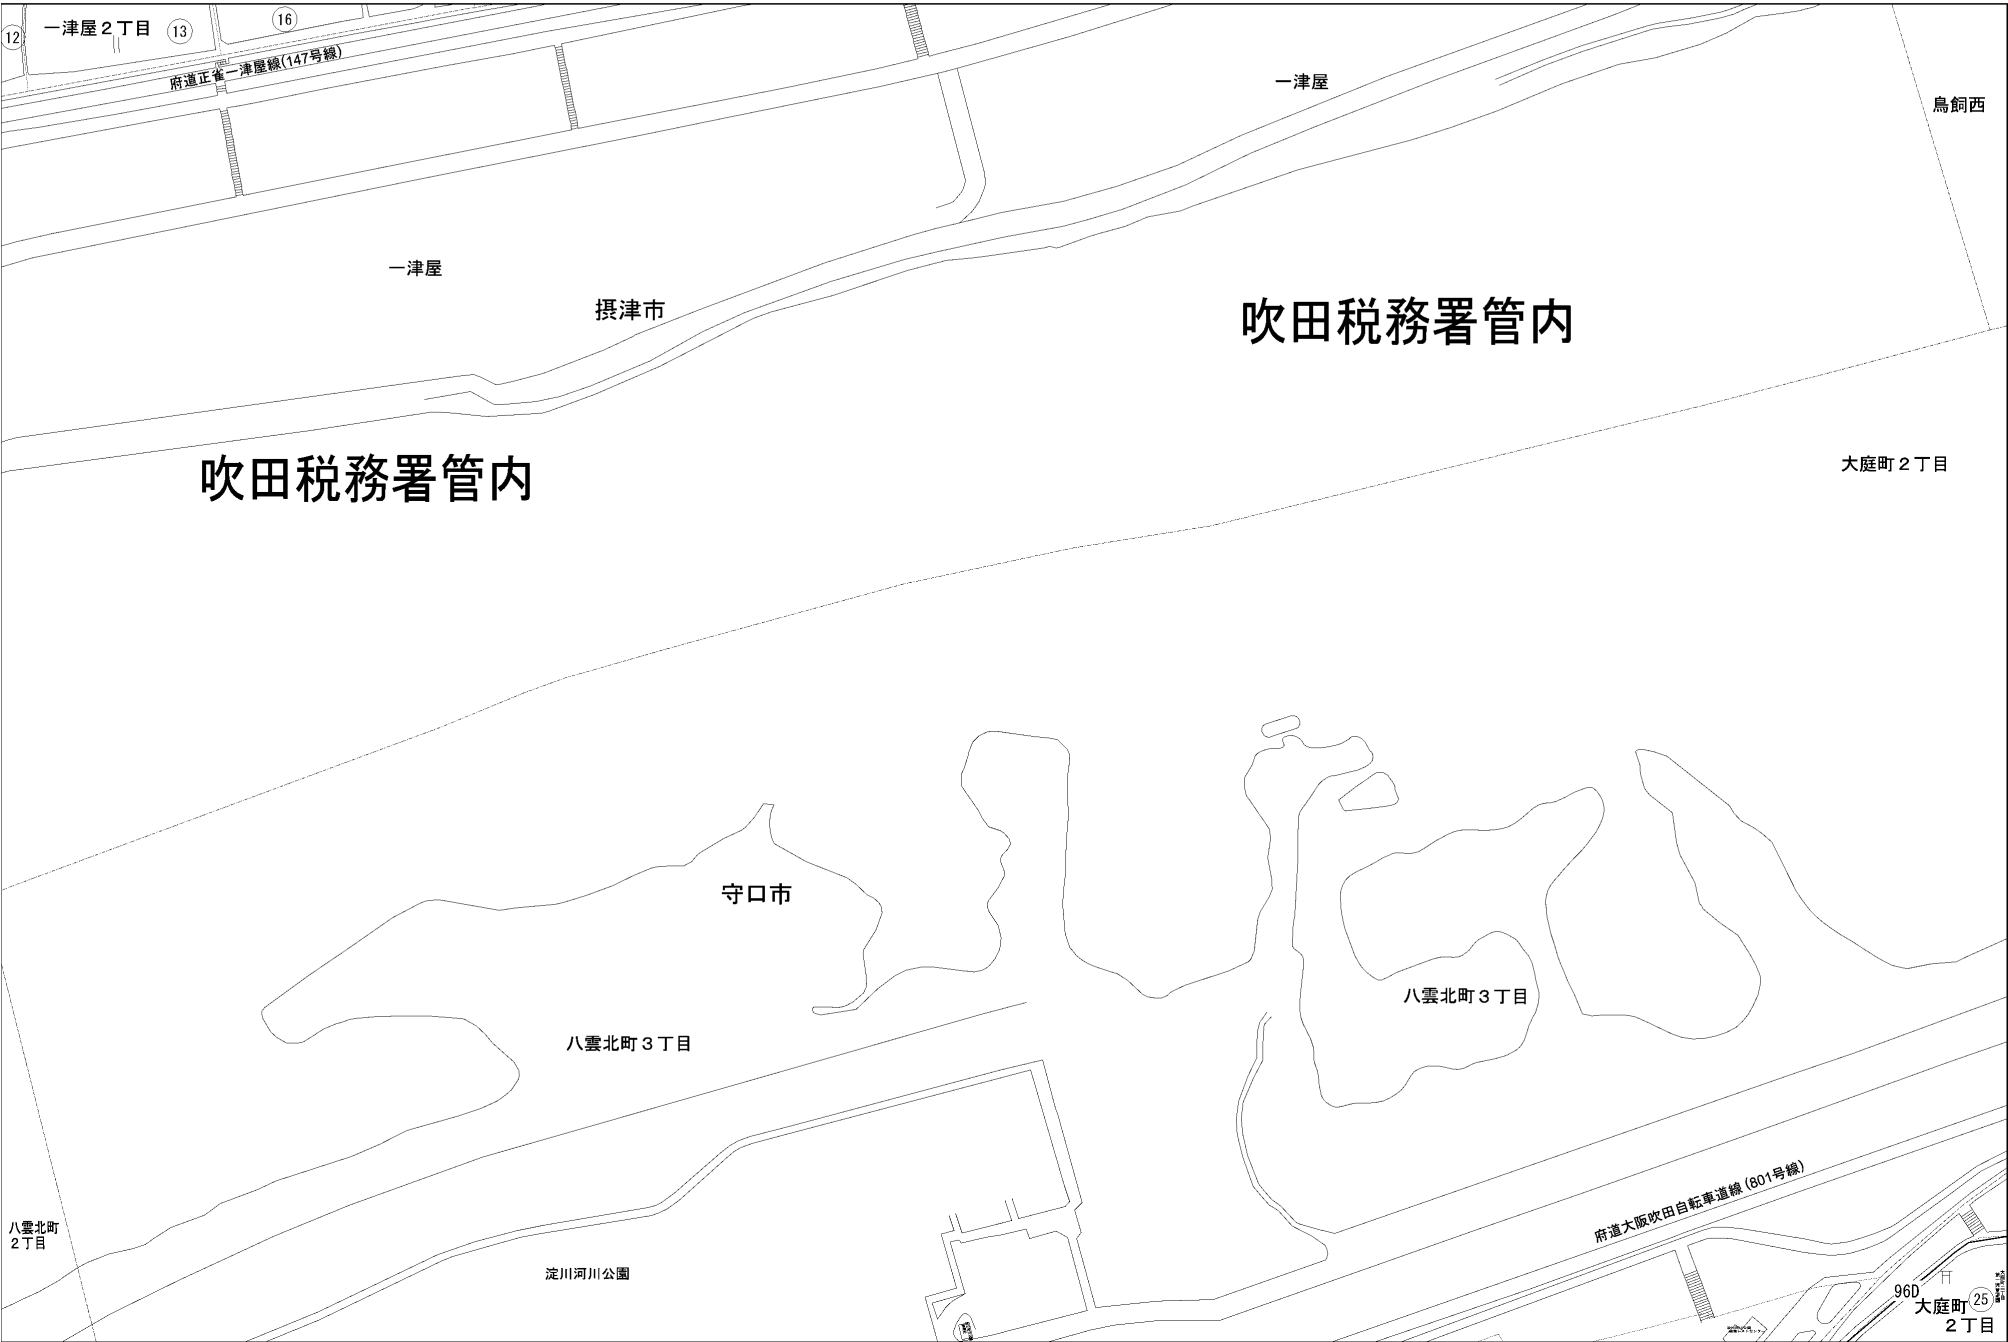 12
一津屋２丁目
13
16
府道正雀一津屋線(147号線)
一津屋
鳥飼西
一津屋
摂津市
吹田税務署管内
吹田税務署管内
大庭町２丁目
守口市
八雲北町３丁目
八雲北町３丁目
八雲北町
２丁目
淀川河川公園
府道大阪吹田自転車道線(801号線)
96D
大庭町
２丁目
25